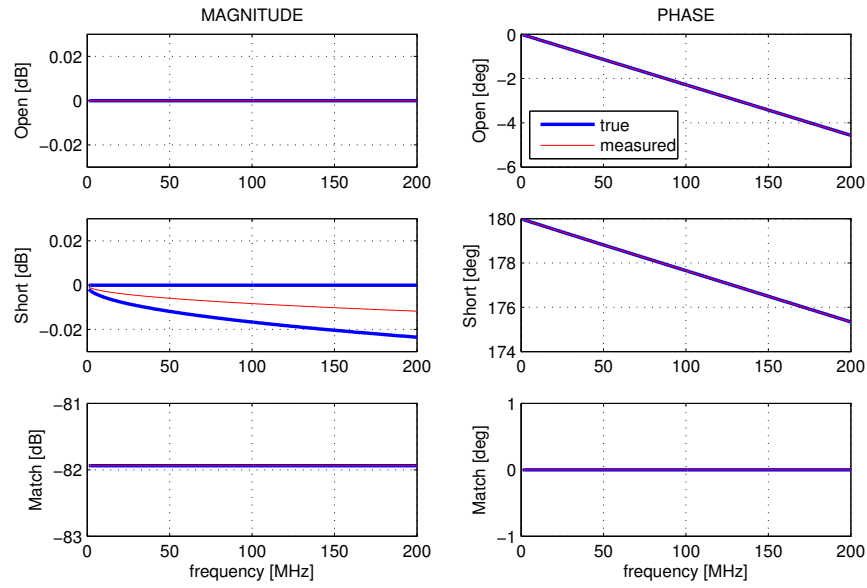 MAGNITUDE
PHASE
Open [dB]
0.02
0
−0.02
0 50 100 150 200
Open [deg]
0
−2
−4
−6
0 50 100 150 200
true
measured
Short [dB]
0.02
0
−0.02
0 50 100 150 200
Short [deg]
180
178
176
174
0 50 100 150 200
Match [dB]
−81
−82
−83
0 50 100 150 200
frequency [MHz]
Match [deg]
1
0
−1
0 50 100 150 200
frequency [MHz]